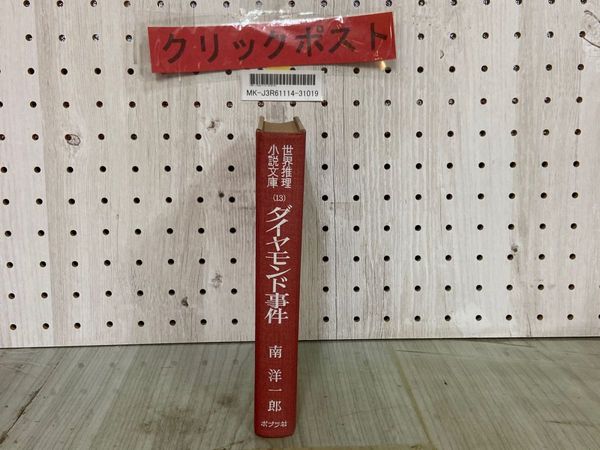 クリックポスト
MK-J3R61114-31019
世界推理
小説文庫
(13)
ダイヤモンド事件
南 洋一郎
ポプラ社